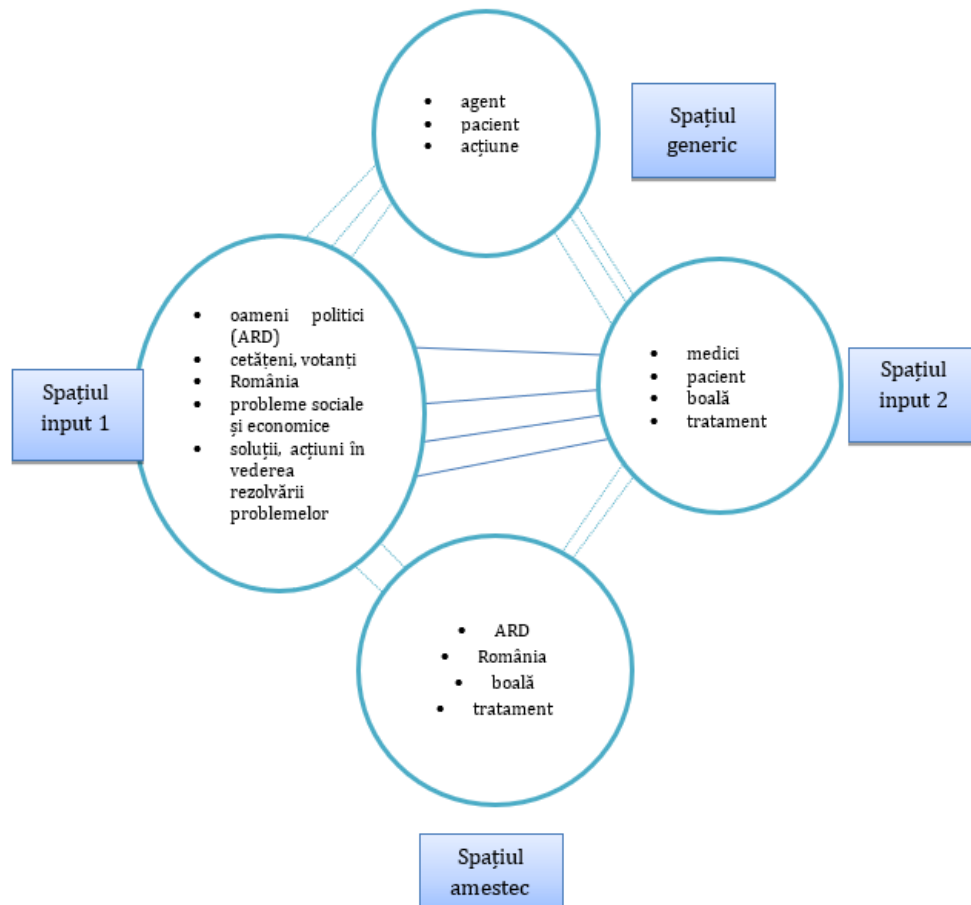 • agent
• pacient
• acțiune
Spațiul
generic
• oameni politici
(ARD)
• cetățeni, votanți
• România
• probleme sociale
și economice
• soluții, acțiuni în
vederea
rezolvării
problemelor
Spațiul
input 1
• medici
• pacient
• boală
• tratament
Spațiul
input 2
• ARD
• România
• boală
• tratament
Spațiul
amestec